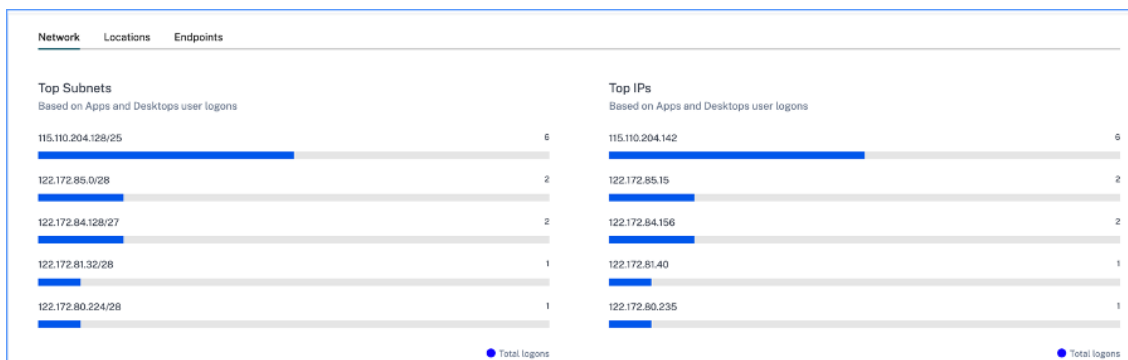 Network Locations Endpoints
Top Subnets
Based on Apps and Desktops user logons
115.110.204.128/25 6
122.172.85.0/28 2
122.172.84.128/27 2
122.172.81.32/28 1
122.172.80.224/28 1
Total logons
Top IPs
Based on Apps and Desktops user logons
115.110.204.142 6
122.172.85.15 2
122.172.84.156 2
122.172.81.40 1
122.172.80.235 1
Total logons